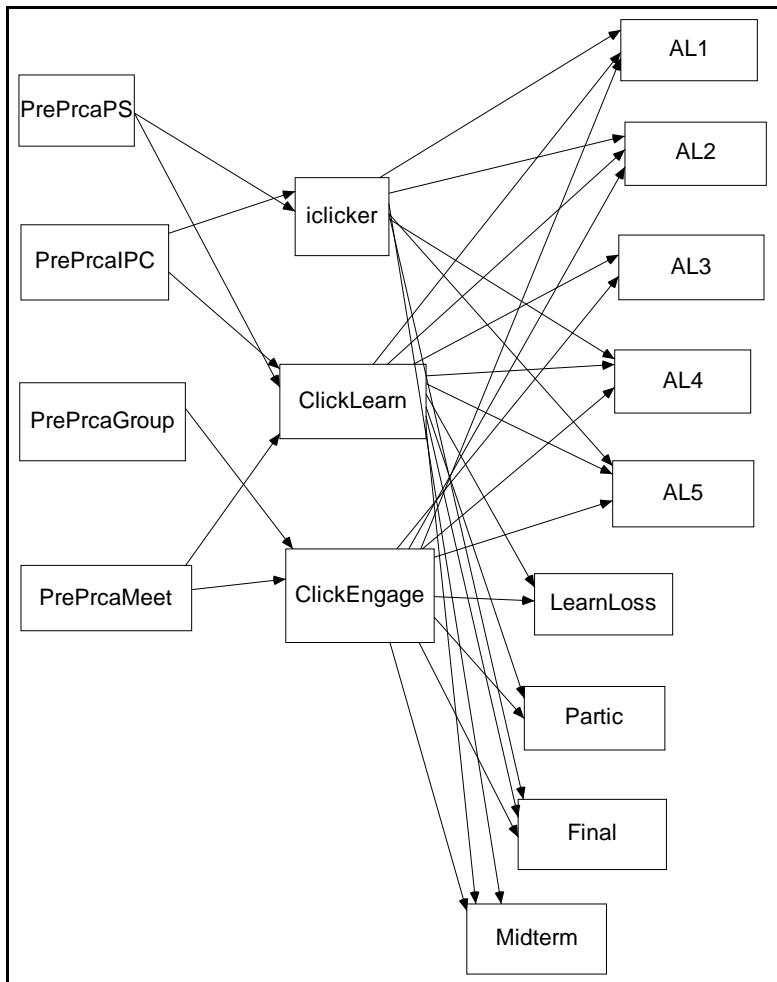 PrePrcaPS
PrePrcaIPC
PrePrcaGroup
PrePrcaMeet
iclicker
ClickLearn
ClickEngage
AL1
AL2
AL3
AL4
AL5
LearnLoss
Partic
Final
Midterm